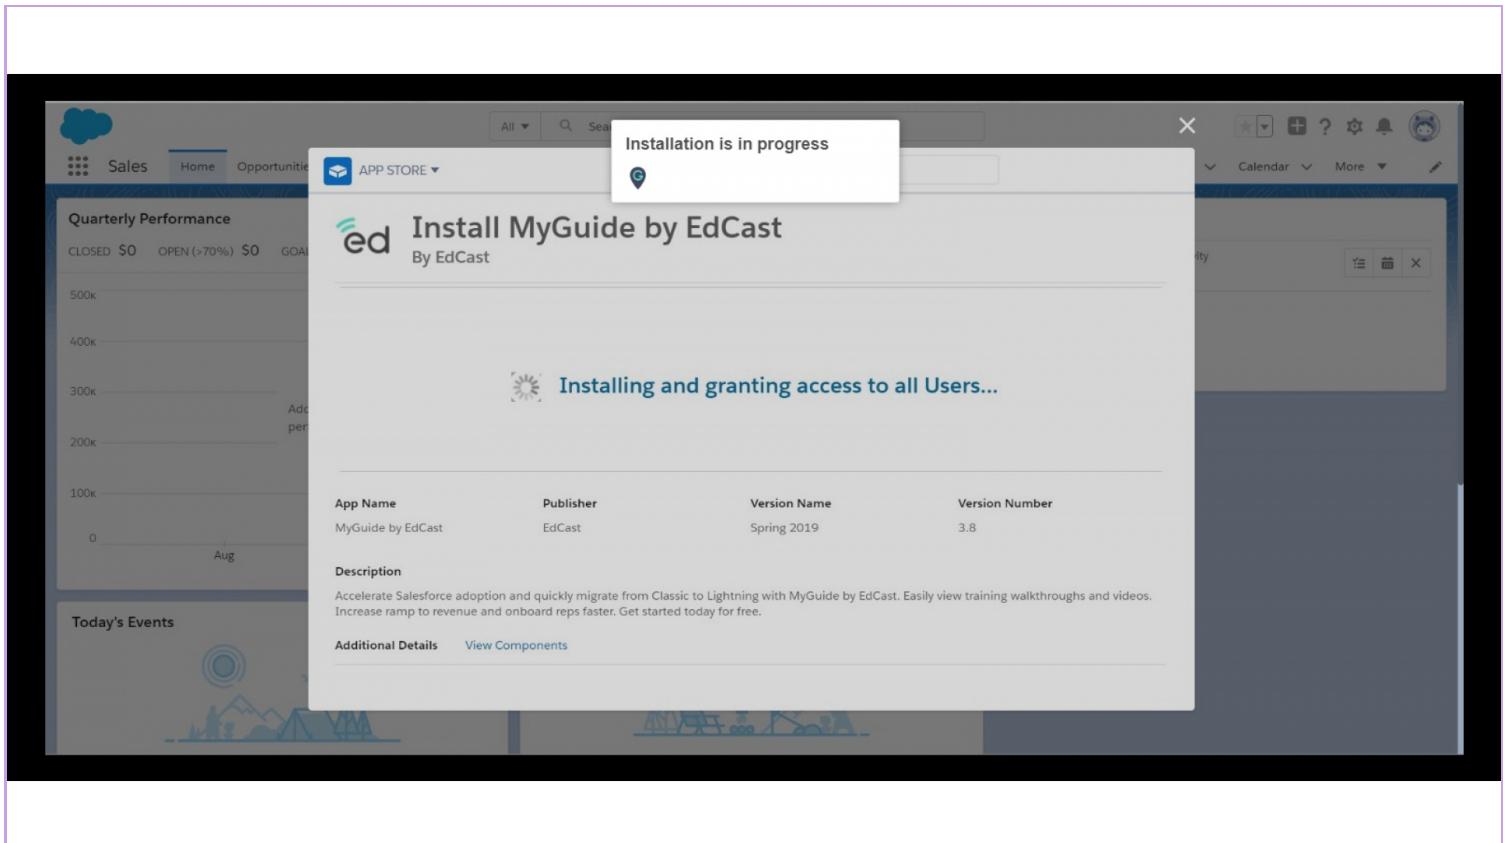 All
Sea
Installation is in progress
Sales
Home
Opportunitie
APP STORE
Calendar
More
Quarterly Performance
CLOSED $0 OPEN (>70%) $0 GOAL
500K
400K
300K
200K
100K
0
Aug
Add
per
ed
Install MyGuide by EdCast
By EdCast
ity
Installing and granting access to all Users...
App Name
Publisher
Version Name
Version Number
MyGuide by EdCast
EdCast
Spring 2019
3.8
Description
Accelerate Salesforce adoption and quickly migrate from Classic to Lightning with MyGuide by EdCast. Easily view training walkthroughs and videos.
Increase ramp to revenue and onboard reps faster. Get started today for free.
Additional Details View Components
Today's Events